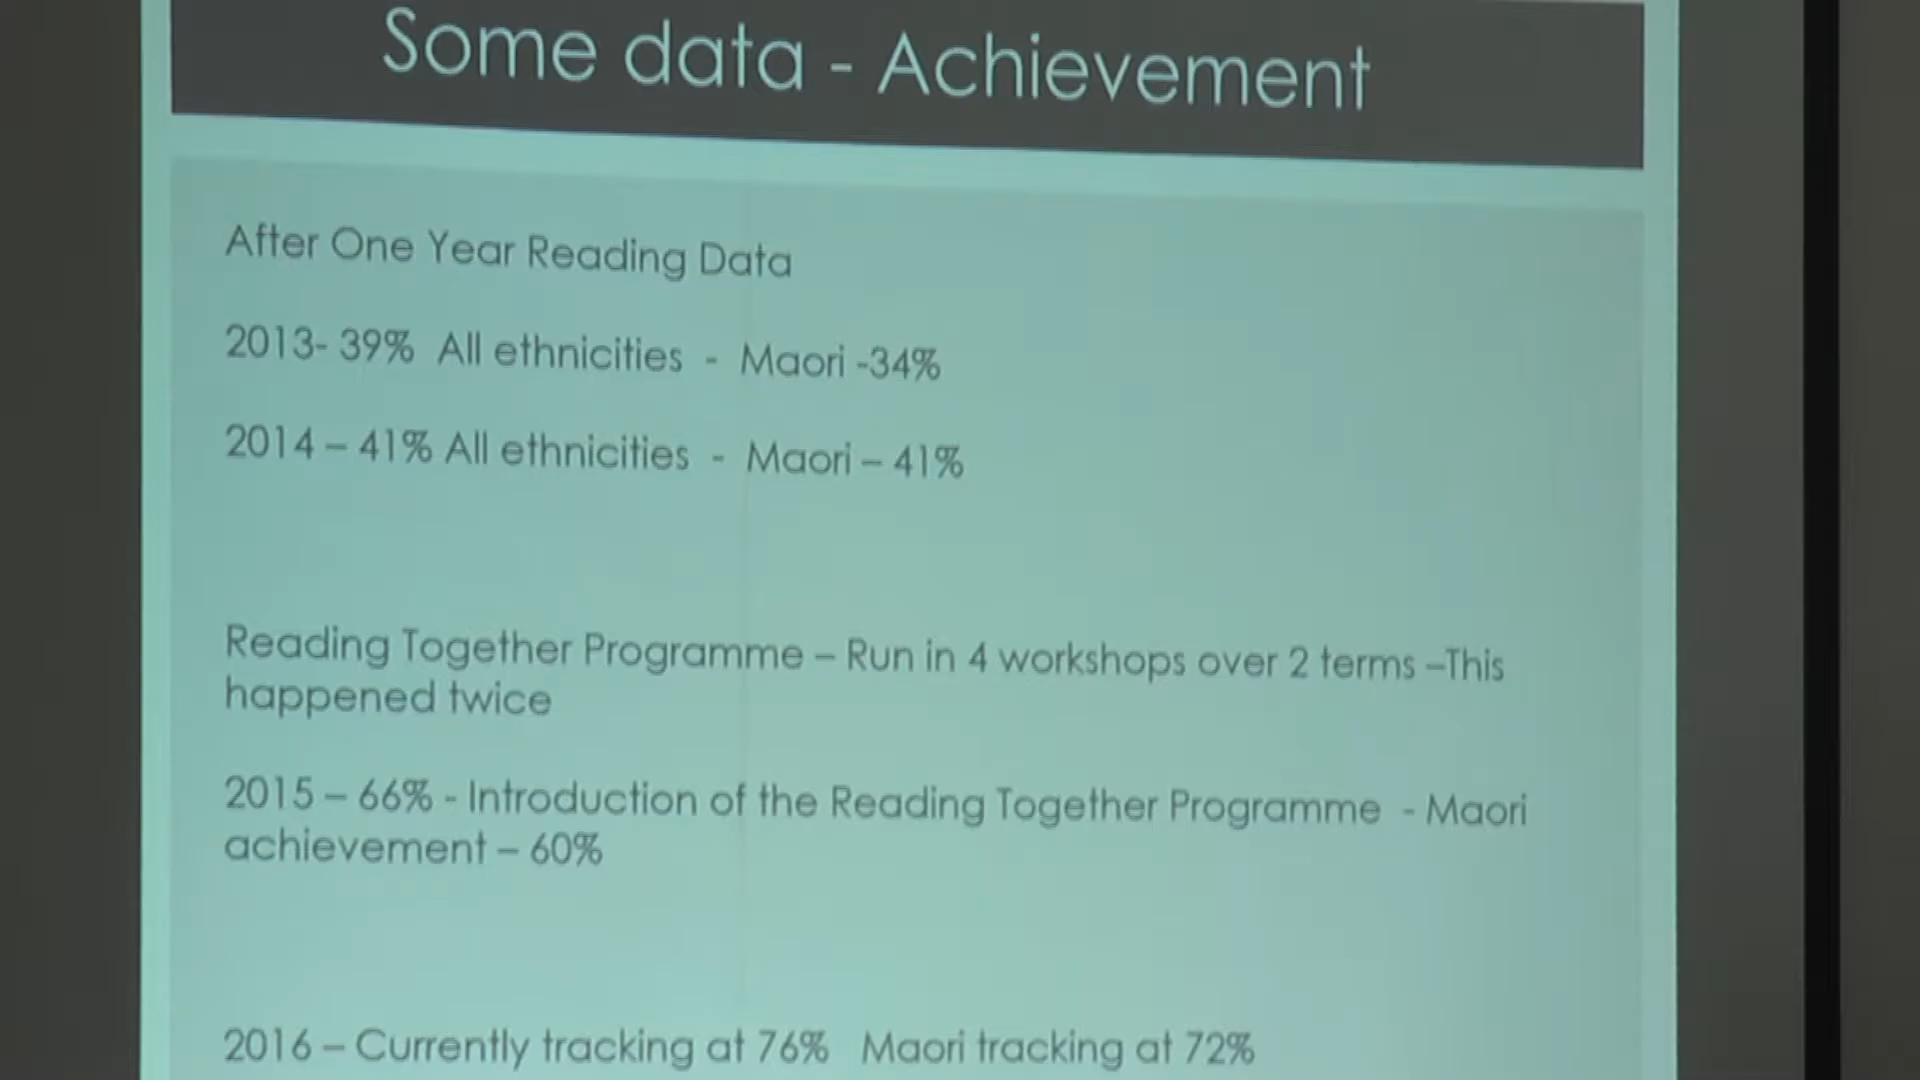 Some data - Achievement
After One Year Reading Data
2013- 39% All ethnicities - Maori -34%
2014 – 41% All ethnicities - Maori – 41%
Reading Together Programme – Run in 4 workshops over 2 terms –This
happened twice
2015 – 66% - Introduction of the Reading Together Programme - Maori
achievement – 60%
2016 – Currently tracking at 76% Maori tracking at 72%